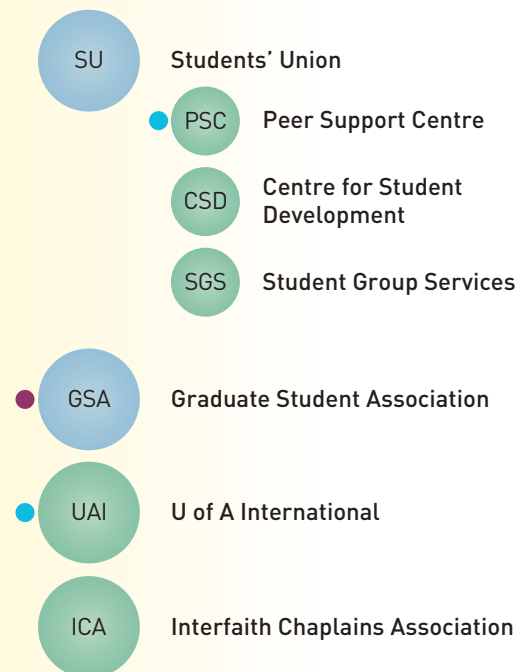 SU Students’ Union
PSC Peer Support Centre
CSD Centre for Student
Development
SGS Student Group Services
GSA Graduate Student Association
UAI U of A International
ICA Interfaith Chaplains Association